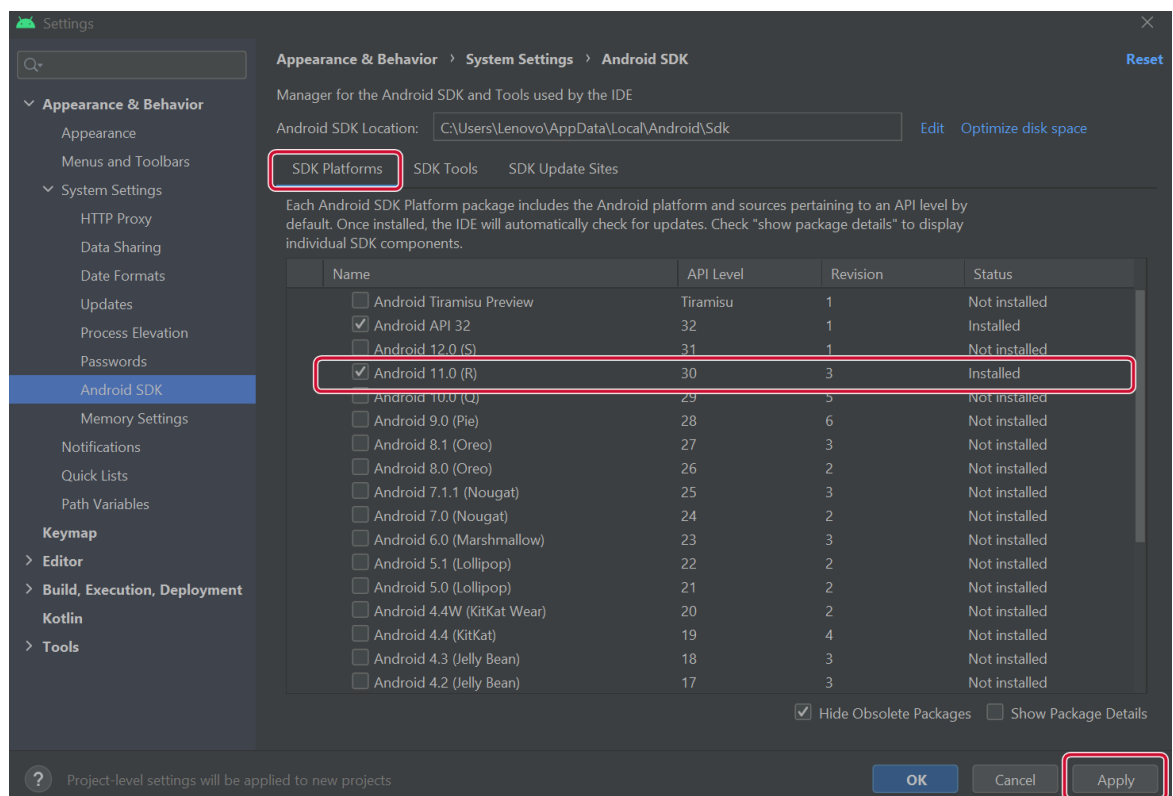 Settings
Appearance & Behavior
Appearance
Menus and Toolbars
System Settings
HTTP Proxy
Data Sharing
Date Formats
Updates
Process Elevation
Passwords
Android SDK
Memory Settings
Notifications
Quick Lists
Path Variables
Keymap
Editor
Build, Execution, Deployment
Kotlin
Tools
Appearance & Behavior › System Settings › Android SDK Reset
Manager for the Android SDK and Tools used by the IDE
Android SDK Location: C:\Users\Lenovo\AppData\Local\Android\Sdk Edit Optimize disk space
SDK Platforms SDK Tools SDK Update Sites
Each Android SDK Platform package includes the Android platform and sources pertaining to an API level by
default. Once installed, the IDE will automatically check for updates. Check "show package details" to display
individual SDK components.
Name API Level Revision Status
Android Tiramisu Preview Tiramisu 1 Not installed
Android API 32 32 1 Installed
Android 12.0 (S) 31 1 Not installed
Android 11.0 (R) 30 3 Installed
Android 10.0 (Q) 29 5 Not installed
Android 9.0 (Pie) 28 6 Not installed
Android 8.1 (Oreo) 27 3 Not installed
Android 8.0 (Oreo) 26 2 Not installed
Android 7.1.1 (Nougat) 25 3 Not installed
Android 7.0 (Nougat) 24 2 Not installed
Android 6.0 (Marshmallow) 23 3 Not installed
Android 5.1 (Lollipop) 22 2 Not installed
Android 5.0 (Lollipop) 21 2 Not installed
Android 4.4W (KitKat Wear) 20 2 Not installed
Android 4.4 (KitKat) 19 4 Not installed
Android 4.3 (Jelly Bean) 18 3 Not installed
Android 4.2 (Jelly Bean) 17 3 Not installed
Hide Obsolete Packages Show Package Details
? Project-level settings will be applied to new projects OK Cancel Apply